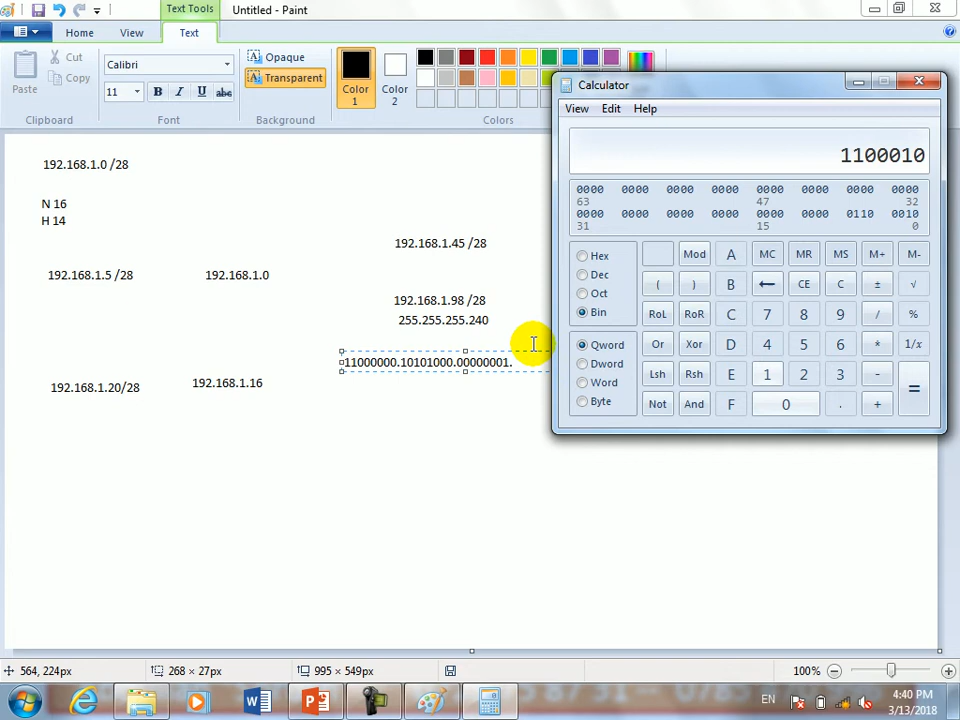 Text Tools
Untitled - Paint
Home
View
Text
Paste
Cut
Copy
Clipboard
Calibri
11
B I U abc
Font
Opaque
Transparent
Background
Color 1
Color 2
Colors
192.168.1.0 /28
N 16
H 14
192.168.1.45 /28
192.168.1.5 /28
192.168.1.0
192.168.1.98 /28
255.255.255.240
11000000.10101000.00000001.
192.168.1.20/28
192.168.1.16
Calculator
View Edit Help
1100010
0000 0000 0000 0000 0000 0000 0000 0000
63 47 32
0000 0000 0000 0000 0000 0000 0110 0010
31 15 0
Hex
Dec
Oct
Bin
Qword
Dword
Word
Byte
Mod A MC MR MS M+ M-
( ) B ← CE C ± √
RoL RoR C 7 8 9 / %
Or Xor D 4 5 6 * 1/x
Lsh Rsh E 1 2 3 - =
Not And F 0 . +
564, 224px
268 × 27px
995 × 549px
100%
EN
4:40 PM
3/13/2018